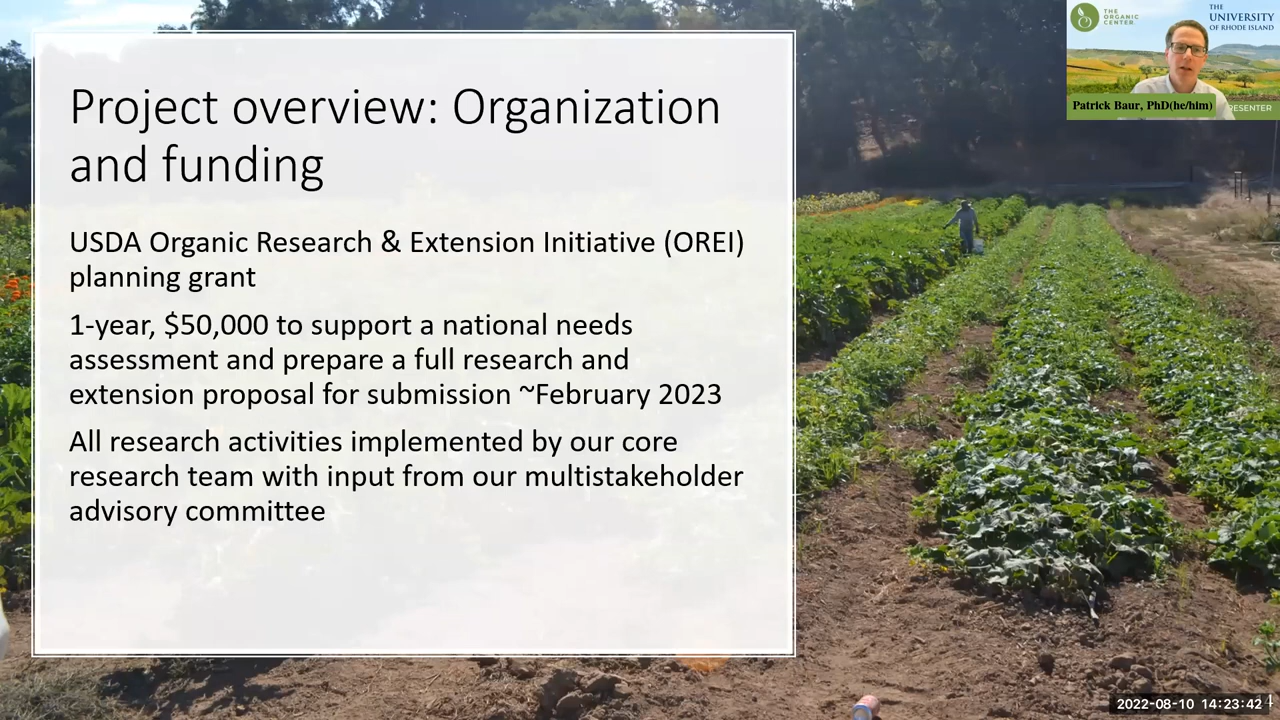 Project overview: Organization
and funding
USDA Organic Research & Extension Initiative (OREI)
planning grant
1-year, $50,000 to support a national needs
assessment and prepare a full research and
extension proposal for submission ~February 2023
All research activities implemented by our core
research team with input from our multistakeholder
advisory committee
THE
ORGANIC
CENTER
THE
UNIVERSITY
OF RHODE ISLAND
Patrick Baur, PhD(he/him)
RESENTER
2022-08-10 14:23:42